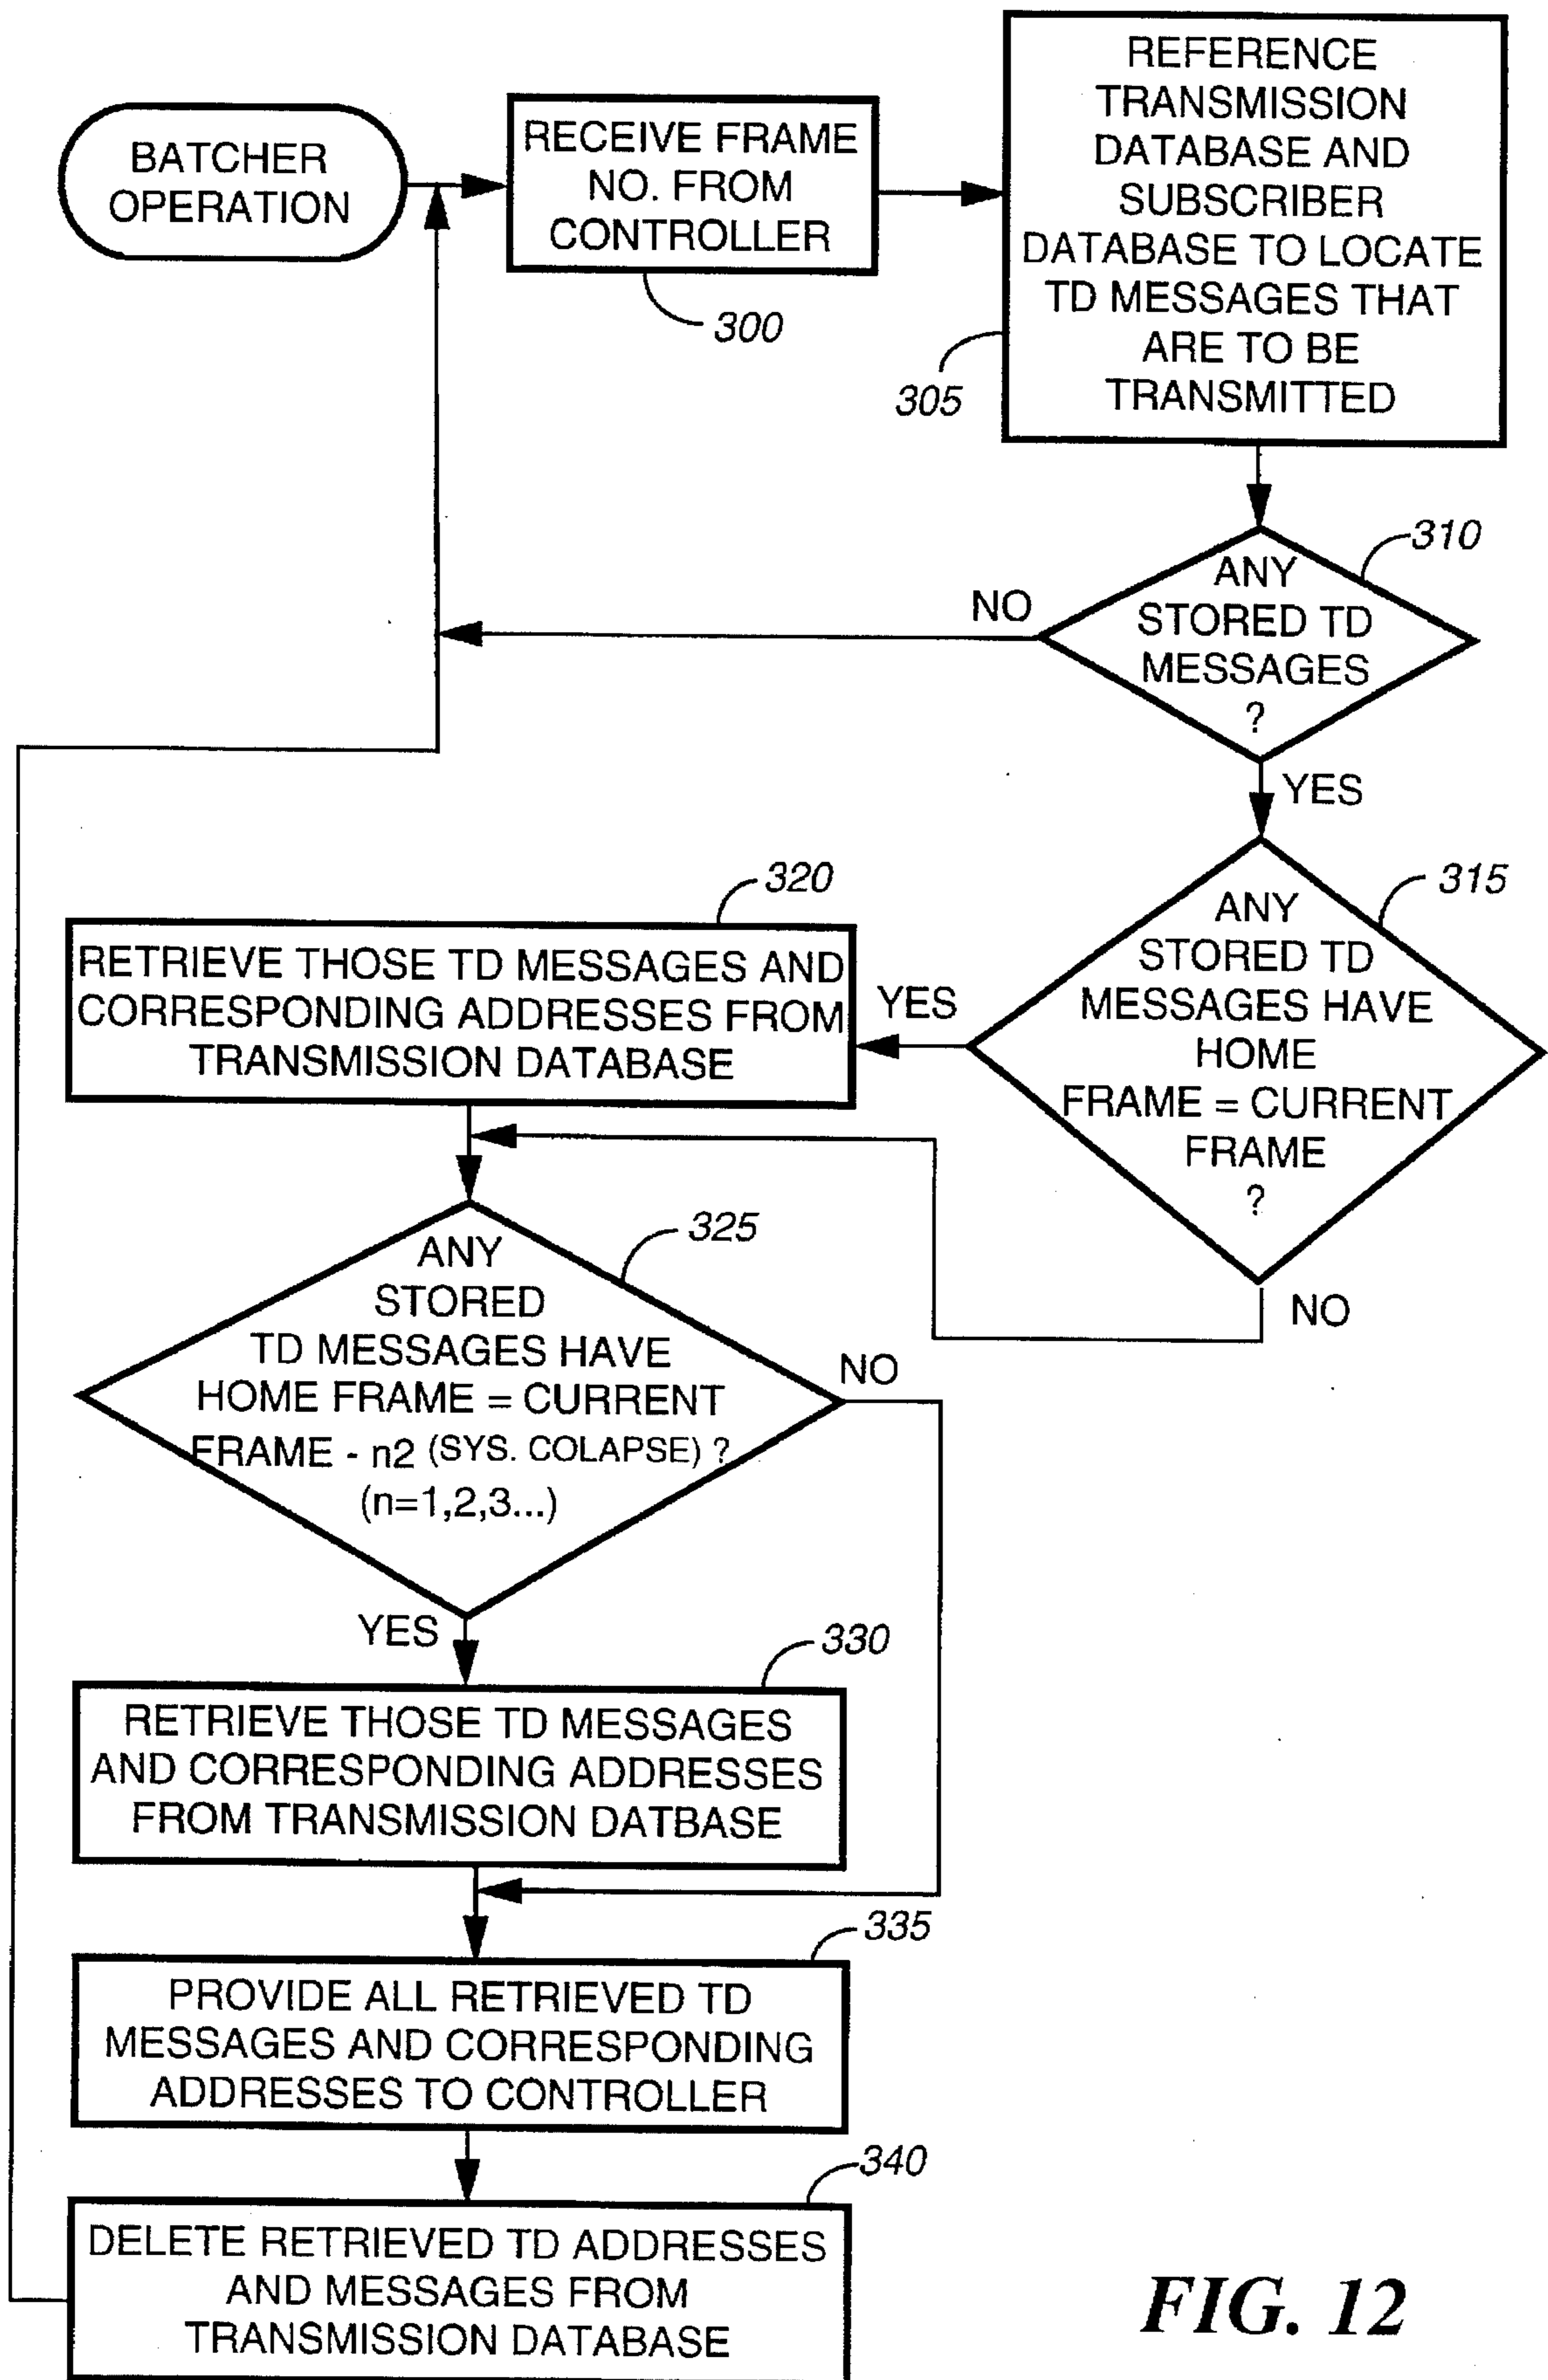 BATCHER
OPERATION
RECEIVE FRAME
NO. FROM
CONTROLLER
300
REFERENCE
TRANSMISSION
DATABASE AND
SUBSCRIBER
DATABASE TO LOCATE
TD MESSAGES THAT
ARE TO BE
TRANSMITTED
305
310
ANY
STORED TD
MESSAGES
?
NO
YES
315
ANY
STORED TD
MESSAGES HAVE
HOME
FRAME = CURRENT
FRAME
?
YES
NO
320
RETRIEVE THOSE TD MESSAGES AND
CORRESPONDING ADDRESSES FROM
TRANSMISSION DATABASE
325
ANY
STORED
TD MESSAGES HAVE
HOME FRAME = CURRENT
FRAME - n2 (SYS. COLAPSE) ?
(n=1,2,3...)
NO
YES
330
RETRIEVE THOSE TD MESSAGES
AND CORRESPONDING ADDRESSES
FROM TRANSMISSION DATBASE
335
PROVIDE ALL RETRIEVED TD
MESSAGES AND CORRESPONDING
ADDRESSES TO CONTROLLER
340
DELETE RETRIEVED TD ADDRESSES
AND MESSAGES FROM
TRANSMISSION DATABASE
FIG. 12